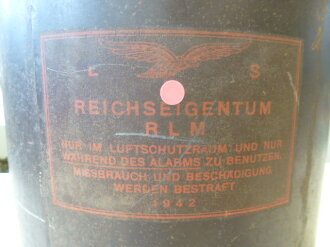 L S
REICHSEIGENTUM
RLM
NUR IM LUFTSCHUTZRAUM UND NUR
WÄHREND DES ALARMS ZU BENUTZEN.
MISSBRAUCH UND BESCHÄDIGUNG
WERDEN BESTRAFT
1942